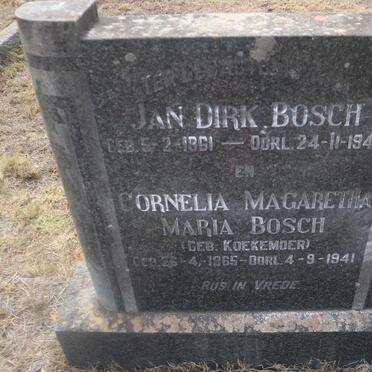 TER
JAN DIRK BOSCH
GEB. 5-2-1861 — OORL. 24-11-194
EN
CORNELIA MAGARETHA
MARIA BOSCH
(GEB. KOEKEMOER)
GEB. 26-4-1865-OORL. 4-9-1941
RUS IN VREDE